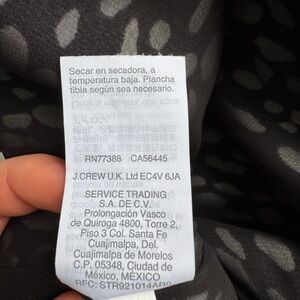 Secar en secadora, a
temperatura baja. Plancha
tibia según sea necesario.
RN77388 CA56445
J.CREW U.K. Ltd EC4V 6JA
SERVICE TRADING
S.A. DE C.V.
Prolongación Vasco
de Quiroga 4800, Torre 2,
Piso 3 Col. Santa Fe
Cuajimalpa, Del.
Cuajimalpa de Morelos
C.P. 05348, Ciudad de
México, MÉXICO
RFC: STR921014AB9